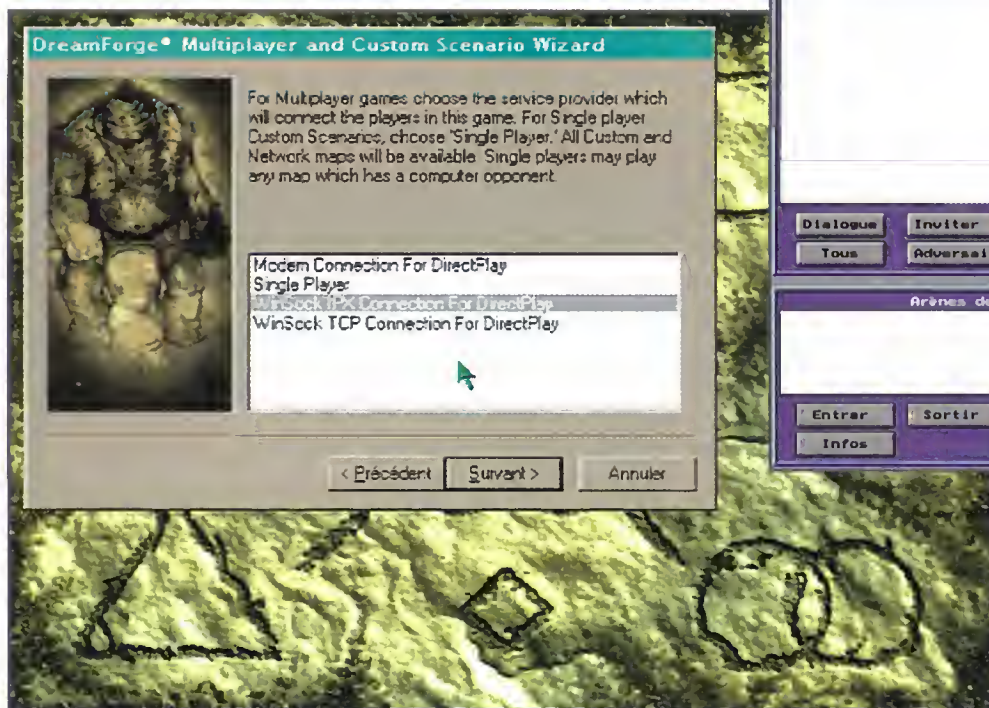 DreamForge® Multiplayer and Custom Scenario Wizard
For Multiplayer games choose the service provider which
will connect the players in this game. For Single player
Custom Scenarios, choose 'Single Player.' All Custom and
Network maps will be available. Single players may play
any map which has a computer opponent.
Modem Connection For DirectPlay
Single Player
WinSock IPX Connection For DirectPlay
WinSock TCP Connection For DirectPlay
< Précédent
Suivant >
Annuler
Dialogue
Inviter
Tous
Adversai
Arènes de
Entrer
Sortir
Infos